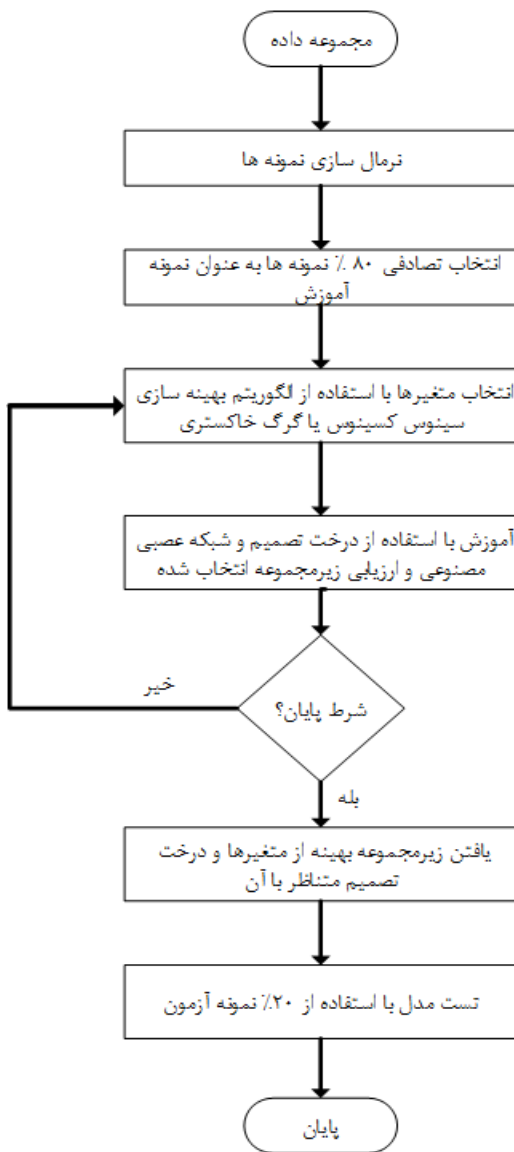 مجموعه داده
نرمال سازی نمونه ها
انتخاب تصادفی ۸۰ ٪ نمونه ها به عنوان نمونه
آموزش
انتخاب متغیرها با استفاده از الگوریتم بهینه سازی
سینوس کسینوس یا گرگ خاکستری
آموزش با استفاده از درخت تصمیم و شبکه عصبی
مصنوعی و ارزیابی زیرمجموعه انتخاب شده
خیر
شرط پایان؟
بله
یافتن زیرمجموعه بهینه از متغیرها و درخت
تصمیم متناظر با آن
تست مدل با استفاده از ۲۰٪ نمونه آزمون
پایان